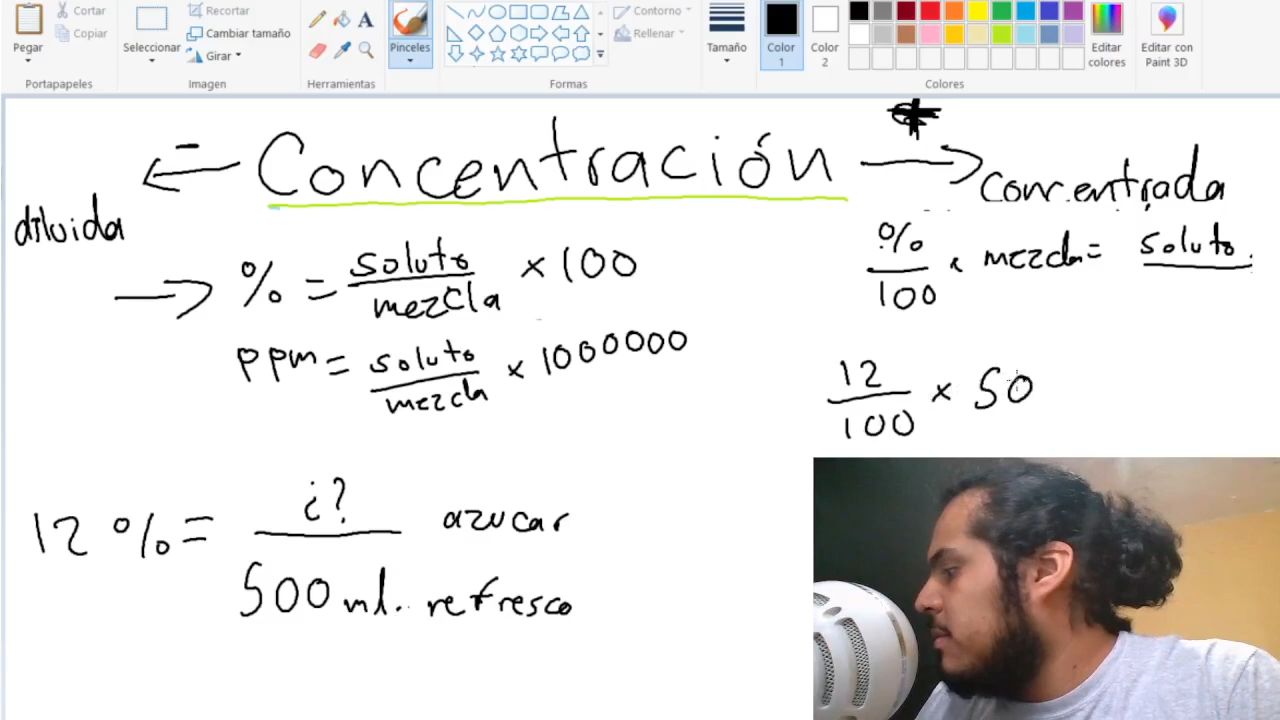 Pegar
Cortar
Copiar
Portapapeles
Seleccionar
Recortar
Cambiar tamaño
Girar
Imagen
A
Herramientas
Pinceles
Contorno
Rellenar
Formas
Tamaño
Color 1
Color 2
Editar colores
Colores
Editar con Paint 3D
Concentración
diluida
concentrada
% = soluto / mezcla × 100
ppm = soluto / mezcla × 1000000
% / 100 × mezcla = soluto
12 / 100 × 50
12 % = ¿? azucar
500 ml. refresco